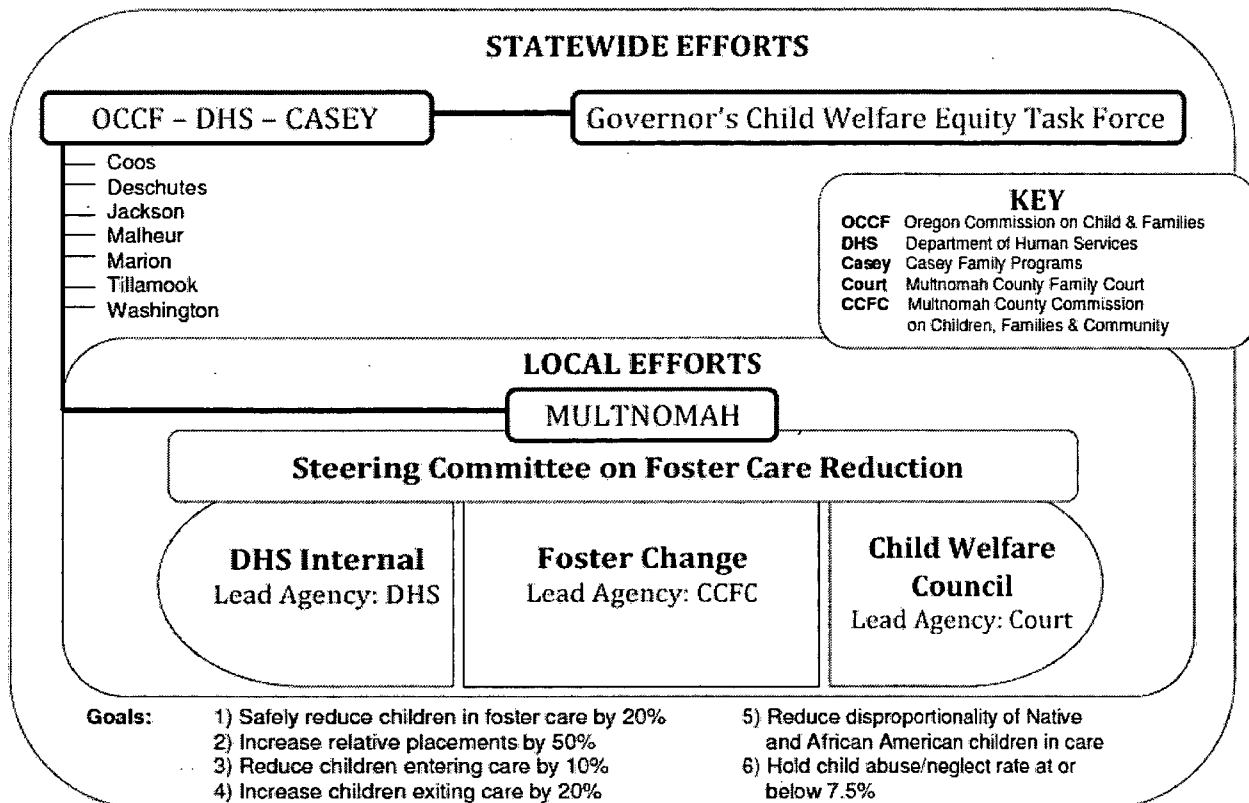 STATEWIDE EFFORTS
OCCF – DHS – CASEY
Governor's Child Welfare Equity Task Force
Coos
Deschutes
Jackson
Malheur
Marion
Tillamook
Washington
KEY
OCCF Oregon Commission on Child & Families
DHS Department of Human Services
Casey Casey Family Programs
Court Multnomah County Family Court
CCFC Multnomah County Commission
on Children, Families & Community
LOCAL EFFORTS
MULTNOMAH
Steering Committee on Foster Care Reduction
DHS Internal
Lead Agency: DHS
Foster Change
Lead Agency: CCFC
Child Welfare
Council
Lead Agency: Court
Goals:
1) Safely reduce children in foster care by 20%
2) Increase relative placements by 50%
3) Reduce children entering care by 10%
4) Increase children exiting care by 20%
5) Reduce disproportionality of Native
and African American children in care
6) Hold child abuse/neglect rate at or
below 7.5%